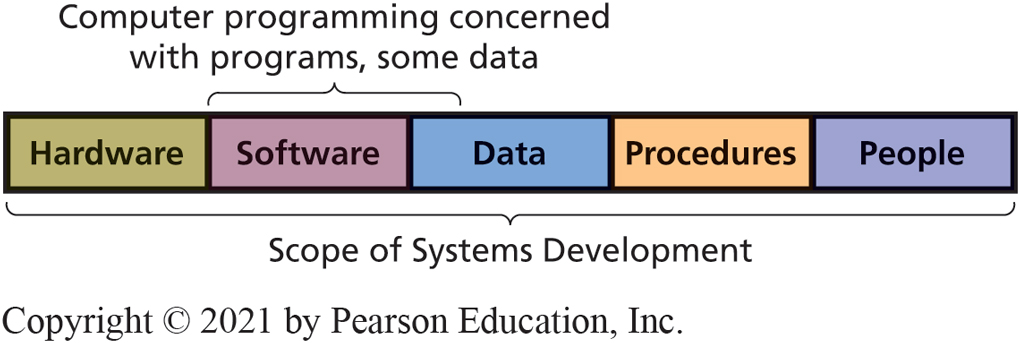 Computer programming concerned
with programs, some data
Hardware Software Data Procedures People
Scope of Systems Development
Copyright © 2021 by Pearson Education, Inc.